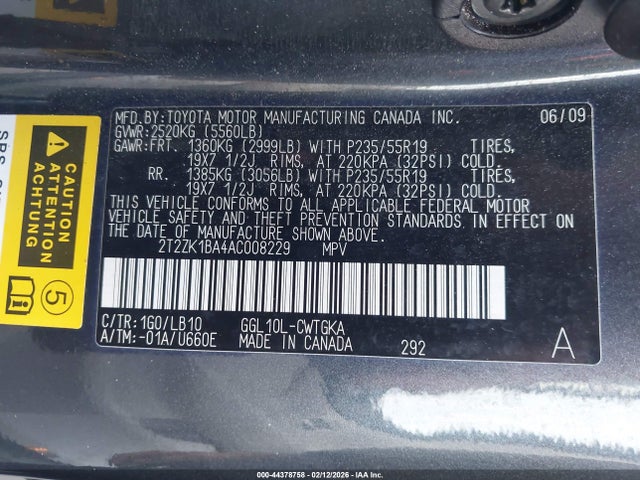 MFD.BY:TOYOTA MOTOR MANUFACTURING CANADA INC. 06/09
GVWR:2520KG (5560LB)
GAWR:FRT. 1360KG (2999LB) WITH P235/55R19 TIRES,
19X7 1/2J RIMS, AT 220KPA (32PSI) COLD.
RR. 1385KG (3056LB) WITH P235/55R19 TIRES,
19X7 1/2J RIMS, AT 220KPA (32PSI) COLD.
THIS VEHICLE CONFORMS TO ALL APPLICABLE FEDERAL MOTOR
VEHICLE SAFETY AND THEFT PREVENTION STANDARDS IN EFFECT ON
THE DATE OF MANUFACTURE SHOWN ABOVE.
2T2ZK1BA4AC008229 MPV
C/TR:1G0/LB10 GGL10L-CWTGKA
A/TM:-01A/U660E MADE IN CANADA 292 A
CAUTION
ATTENTION
ACHTUNG
5
000-44378758 - 02/12/2026 - IAA Inc.